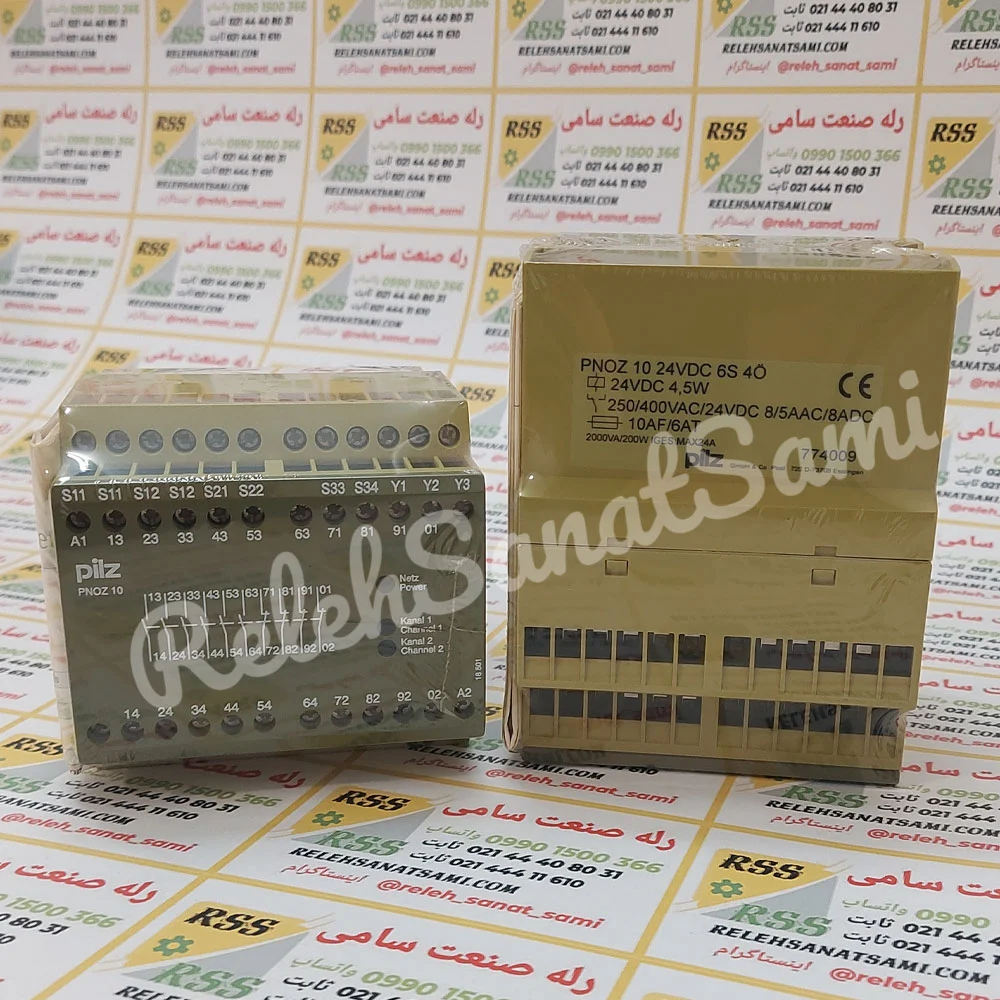 RSS
رله صنعت سامی
0990 1500 366 واتساپ
021 44 40 80 31
021 444 11 610 ثابت
RSS
RELEHSANATSAMI.COM
@releh_sanat_sami اینستاگرام
PNOZ 10 24VDC 6S 4Ö
24VDC 4,5W
250/400VAC/24VDC 8/5AAC/8ADC
10AF/6AT
2000VA/200W IGES MAX24A
CE
774009
pilz GmbH & Co.
S11 S11 S12 S12 S21 S22 S33 S34 Y1 Y2 Y3
A1 13 23 33 43 53 63 71 81 91 01
pilz
PNOZ 10
13 23 33 43 53 63 71 81 91 01
14 24 34 44 54 64 72 82 92 02
Netz
Power
Kanal 1
Channel 1
Kanal 2
Channel 2
18 501
14 24 34 44 54 64 72 82 92 02 A2
RelehSanatSami